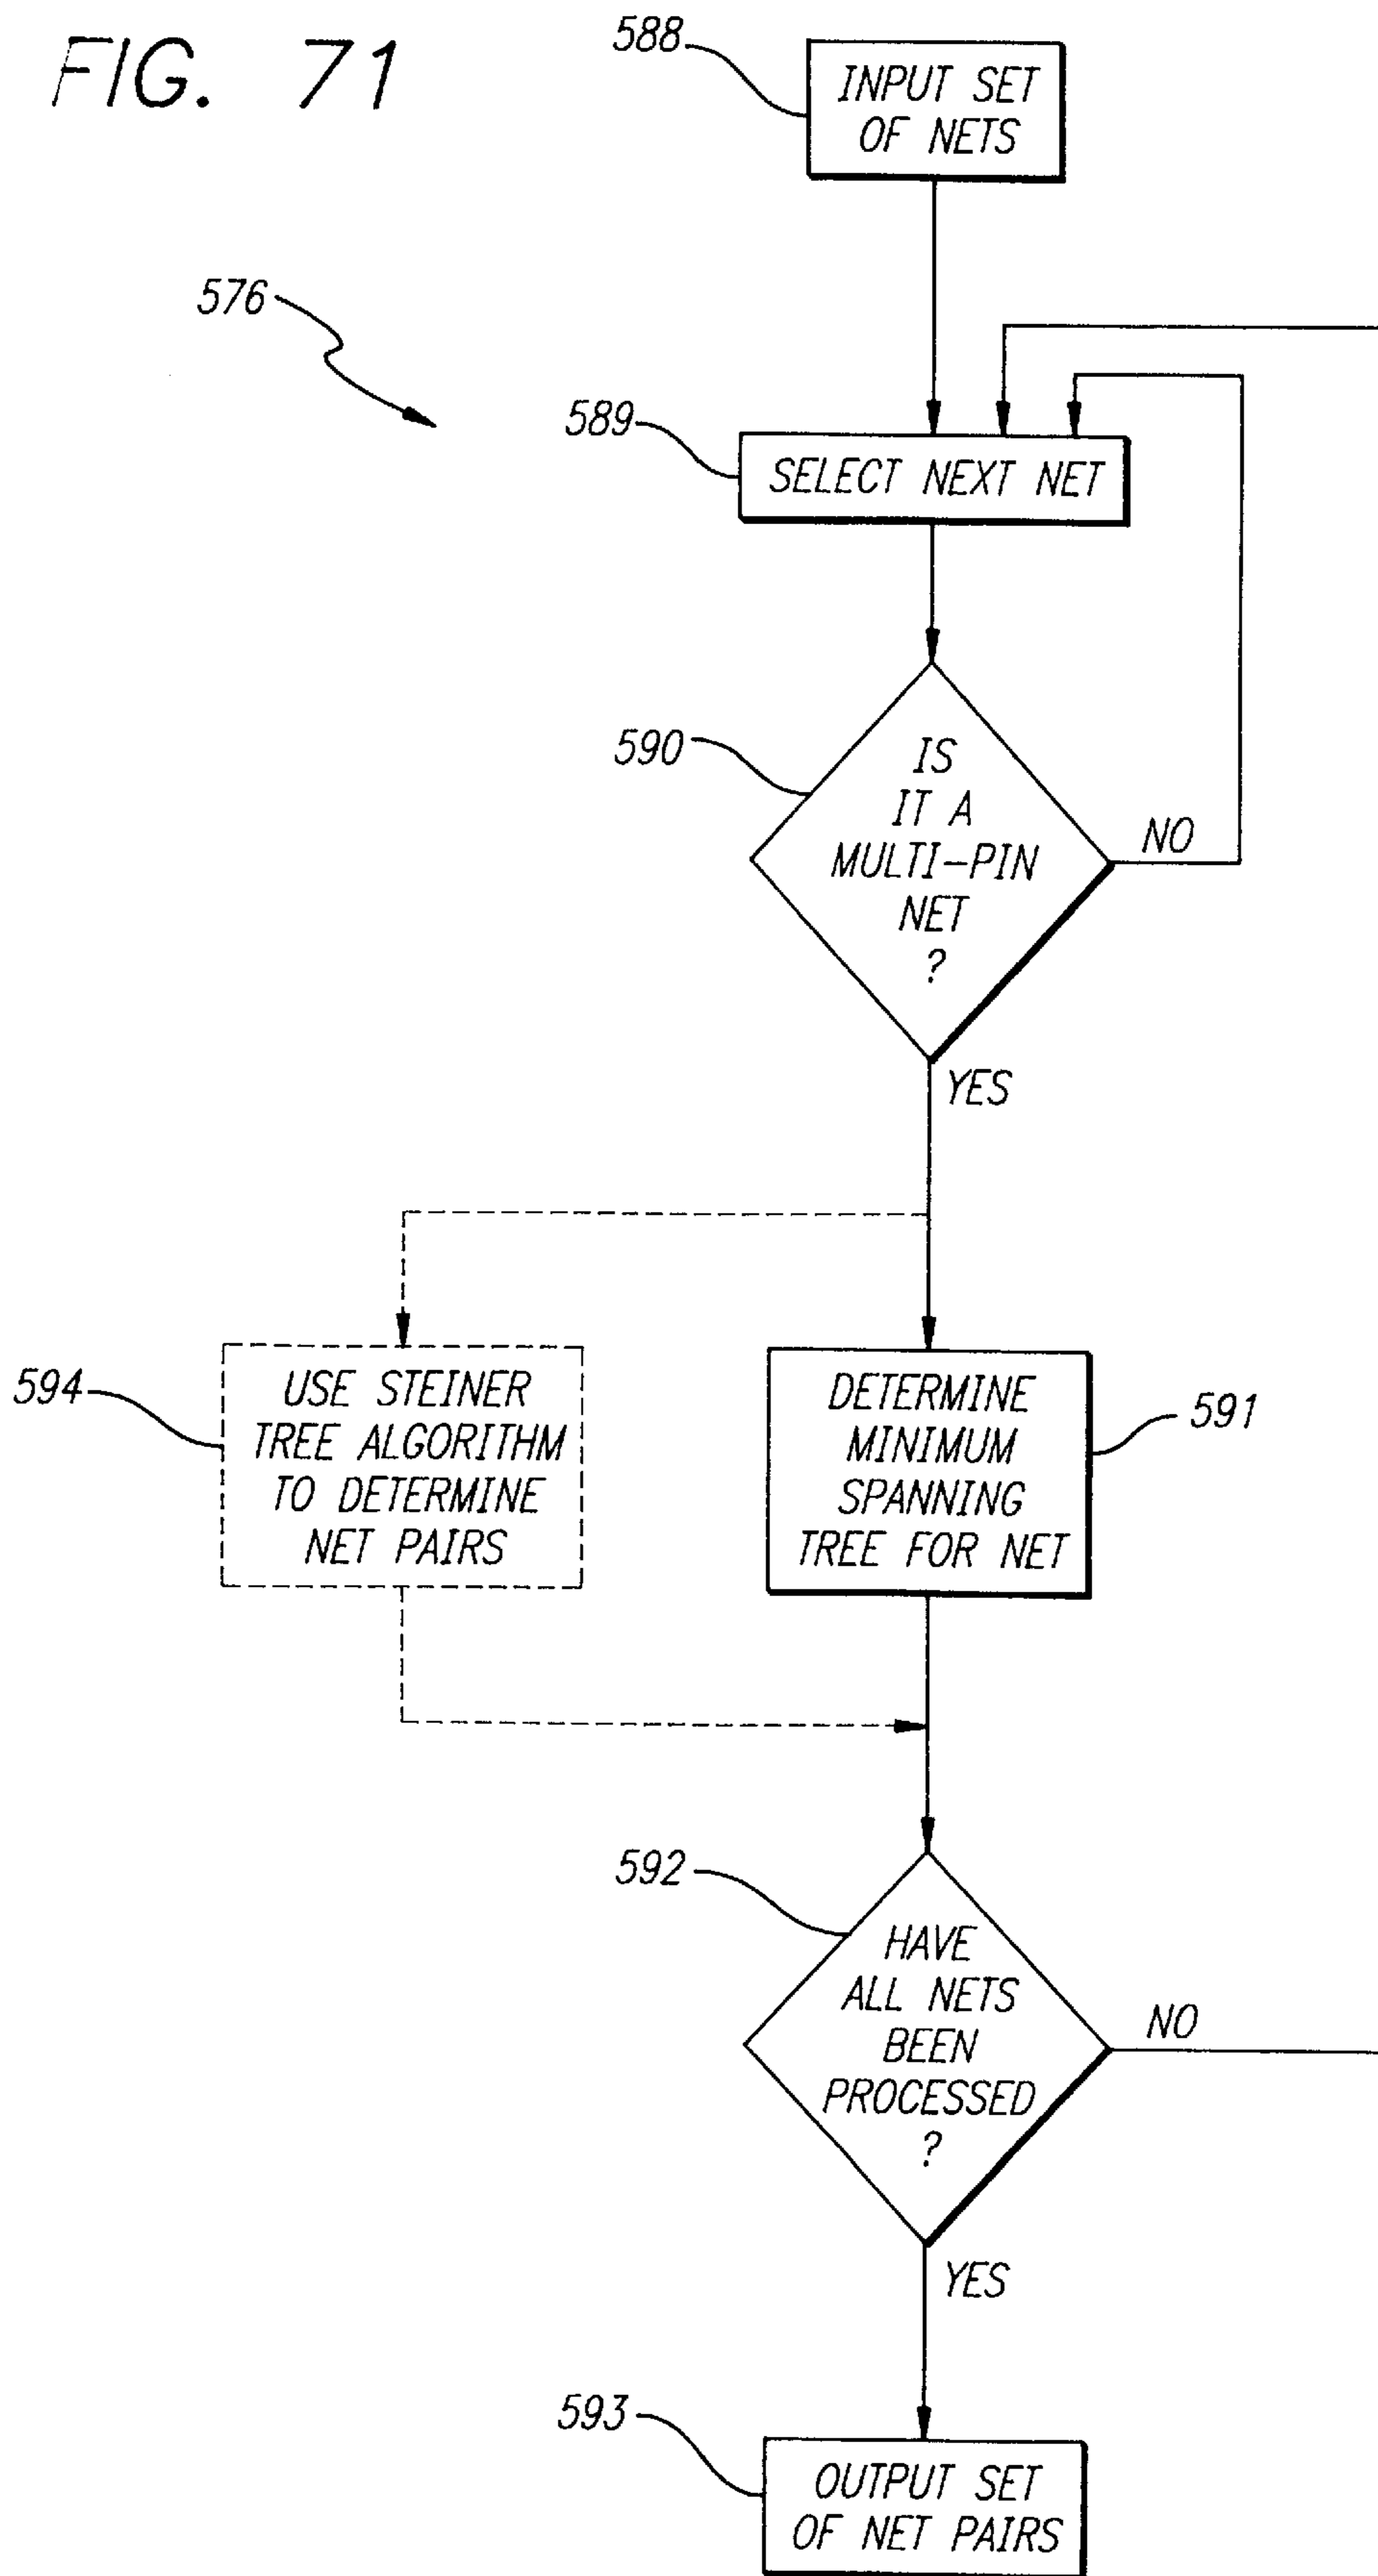 FIG. 71
588
INPUT SET
OF NETS
576
589
SELECT NEXT NET
590
IS
IT A
MULTI-PIN
NET
?
NO
YES
594
USE STEINER
TREE ALGORITHM
TO DETERMINE
NET PAIRS
DETERMINE
MINIMUM
SPANNING
TREE FOR NET
591
592
HAVE
ALL NETS
BEEN
PROCESSED
?
NO
YES
593
OUTPUT SET
OF NET PAIRS